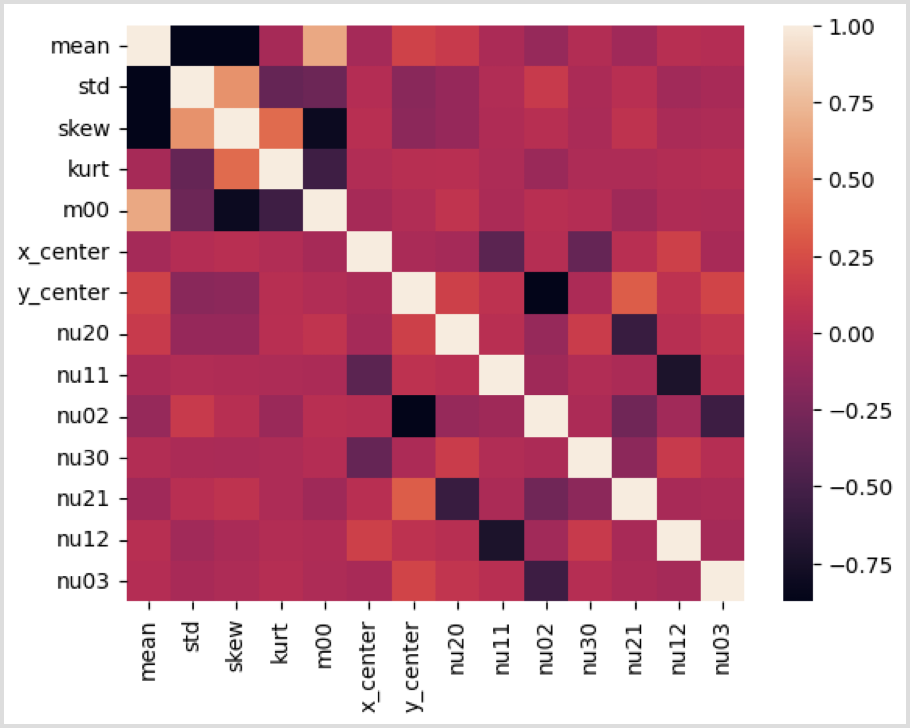 mean
std
skew
kurt
m00
x_center
y_center
nu20
nu11
nu02
nu30
nu21
nu12
nu03
mean
std
skew
kurt
m00
x_center
y_center
nu20
nu11
nu02
nu30
nu21
nu12
nu03
1.00
0.75
0.50
0.25
0.00
−0.25
−0.50
−0.75